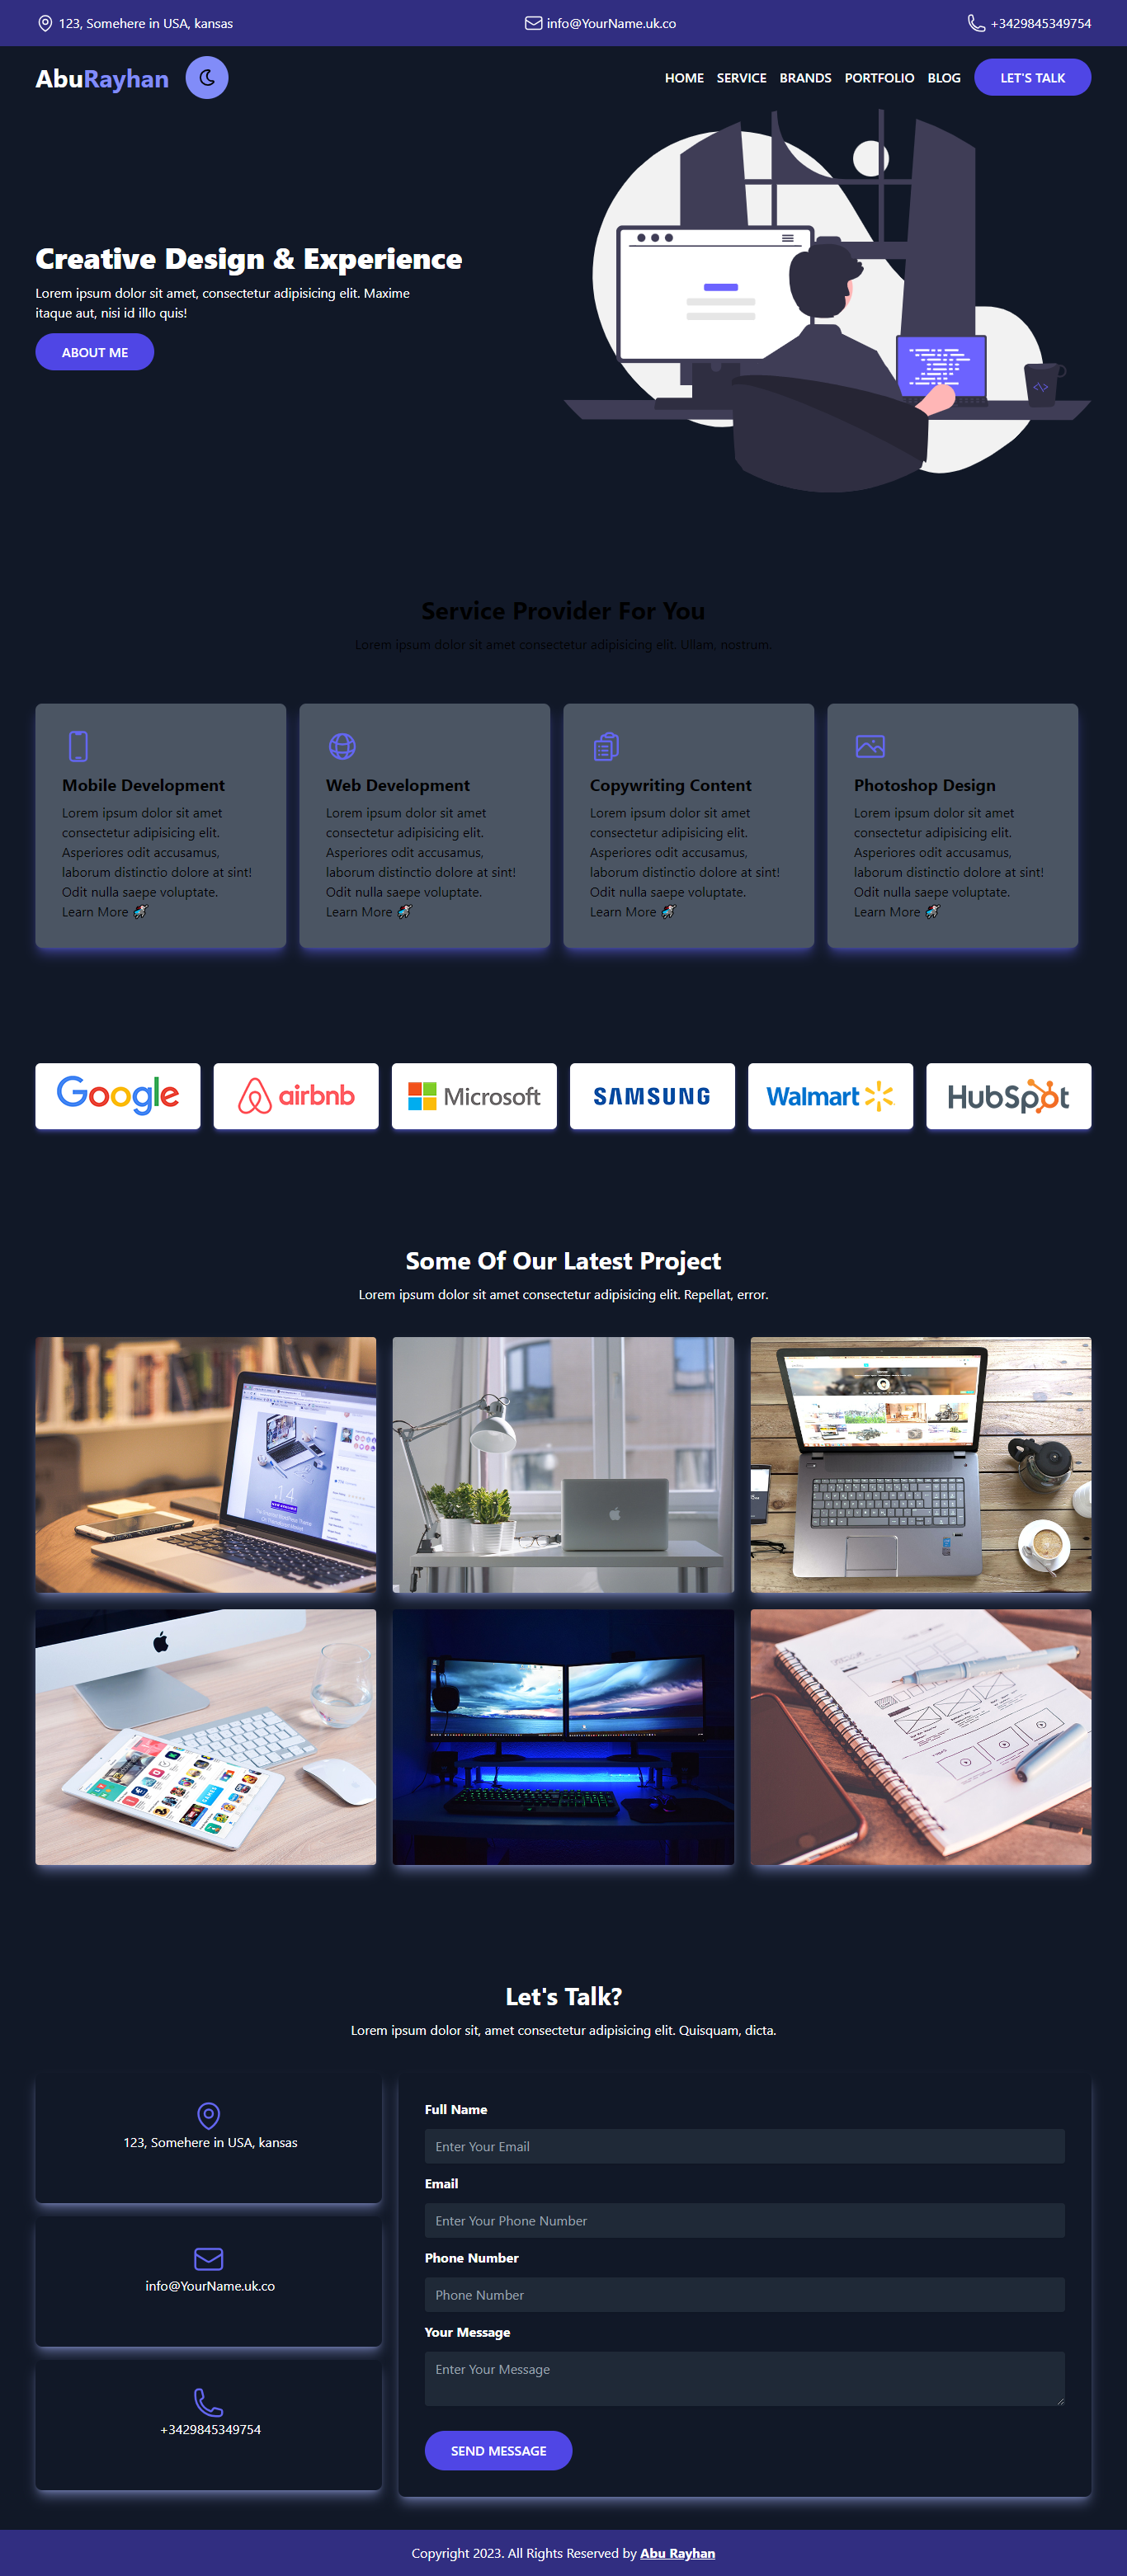 123, Somehere in USA, kansas
info@YourName.uk.co
+3429845349754
AbuRayhan
HOME
SERVICE
BRANDS
PORTFOLIO
BLOG
LET'S TALK
Creative Design & Experience
Lorem ipsum dolor sit amet, consectetur adipisicing elit. Maxime
itaque aut, nisi id illo quis!
ABOUT ME
Service Provider For You
Lorem ipsum dolor sit amet consectetur adipisicing elit. Ullam, nostrum.
Mobile Development
Lorem ipsum dolor sit amet
consectetur adipisicing elit.
Asperiores odit accusamus,
laborum distinctio dolore at sint!
Odit nulla saepe voluptate.
Learn More 🚀
Web Development
Lorem ipsum dolor sit amet
consectetur adipisicing elit.
Asperiores odit accusamus,
laborum distinctio dolore at sint!
Odit nulla saepe voluptate.
Learn More 🚀
Copywriting Content
Lorem ipsum dolor sit amet
consectetur adipisicing elit.
Asperiores odit accusamus,
laborum distinctio dolore at sint!
Odit nulla saepe voluptate.
Learn More 🚀
Photoshop Design
Lorem ipsum dolor sit amet
consectetur adipisicing elit.
Asperiores odit accusamus,
laborum distinctio dolore at sint!
Odit nulla saepe voluptate.
Learn More 🚀
Google
airbnb
Microsoft
SAMSUNG
Walmart
HubSpot
Some Of Our Latest Project
Lorem ipsum dolor sit amet consectetur adipisicing elit. Repellat, error.
14
Let's Talk?
Lorem ipsum dolor sit, amet consectetur adipisicing elit. Quisquam, dicta.
123, Somehere in USA, kansas
info@YourName.uk.co
+3429845349754
Full Name
Enter Your Email
Email
Enter Your Phone Number
Phone Number
Phone Number
Your Message
Enter Your Message
SEND MESSAGE
Copyright 2023. All Rights Reserved by Abu Rayhan